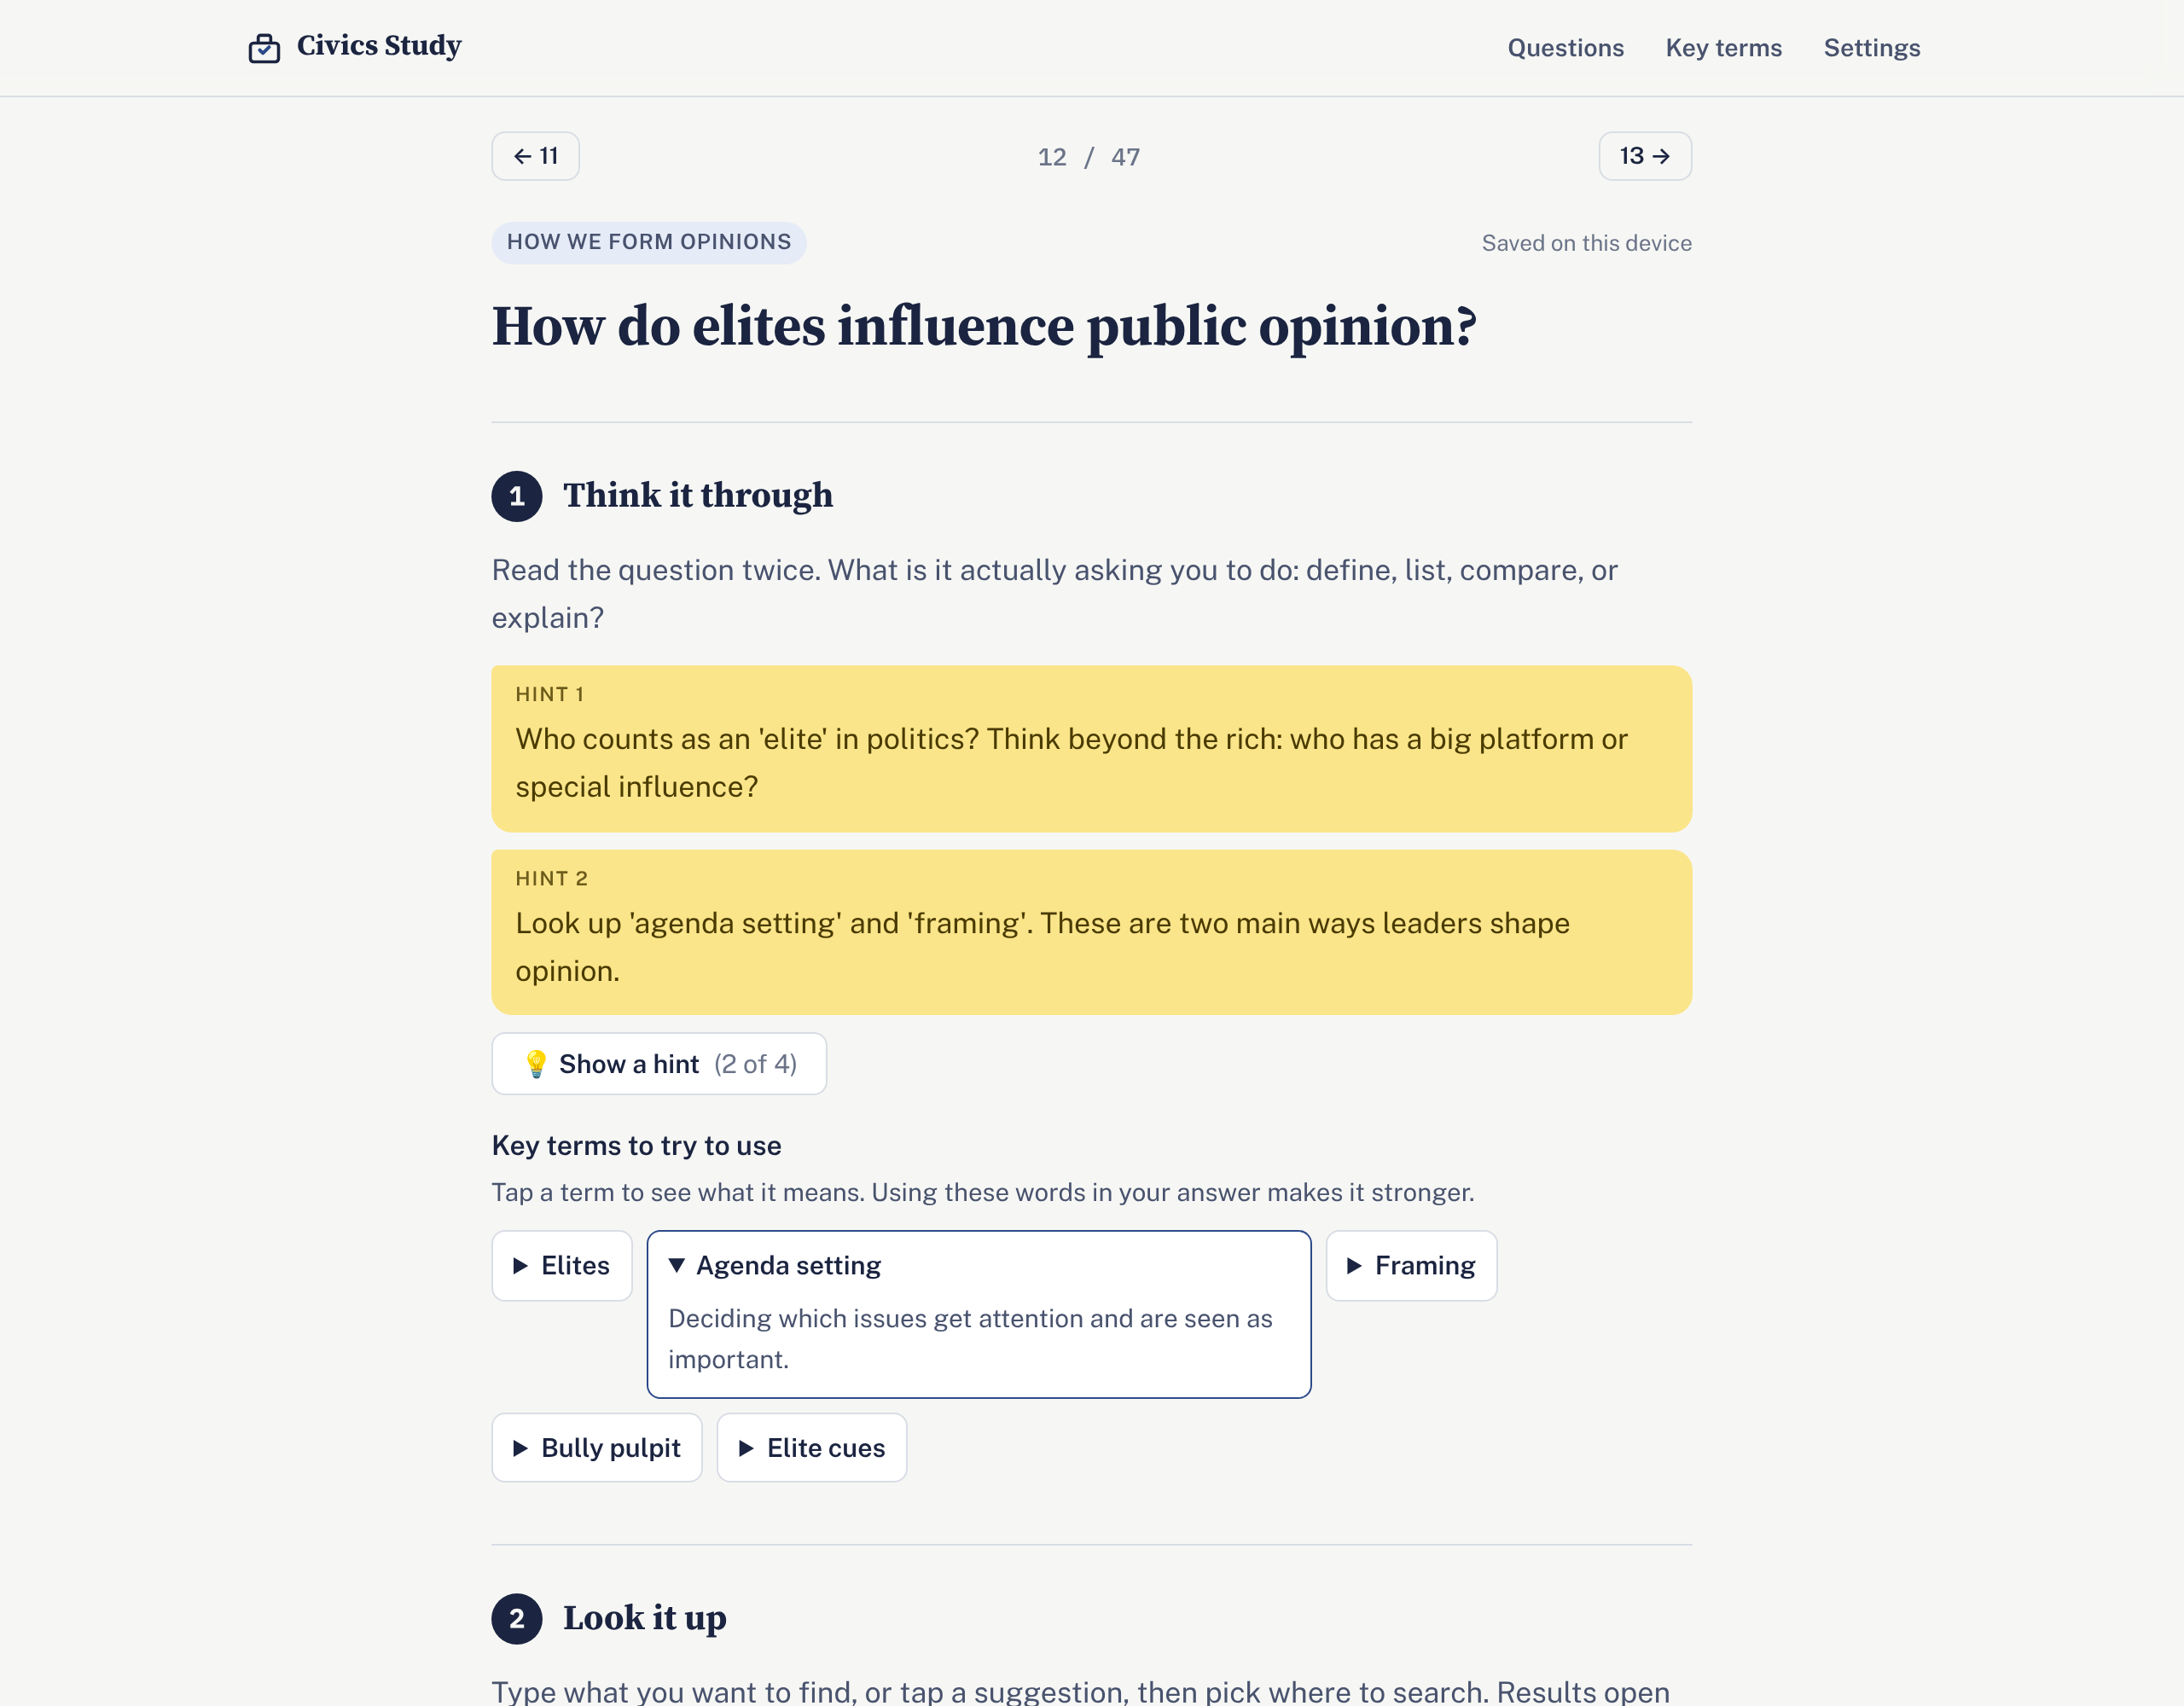 Civics Study
Questions Key terms Settings
← 11
12 / 47
13 →
HOW WE FORM OPINIONS
Saved on this device
How do elites influence public opinion?
1 Think it through
Read the question twice. What is it actually asking you to do: define, list, compare, or
explain?
HINT 1
Who counts as an 'elite' in politics? Think beyond the rich: who has a big platform or
special influence?
HINT 2
Look up 'agenda setting' and 'framing'. These are two main ways leaders shape
opinion.
💡 Show a hint (2 of 4)
Key terms to try to use
Tap a term to see what it means. Using these words in your answer makes it stronger.
▶ Elites
▼ Agenda setting
Deciding which issues get attention and are seen as
important.
▶ Framing
▶ Bully pulpit
▶ Elite cues
2 Look it up
Type what you want to find, or tap a suggestion, then pick where to search. Results open